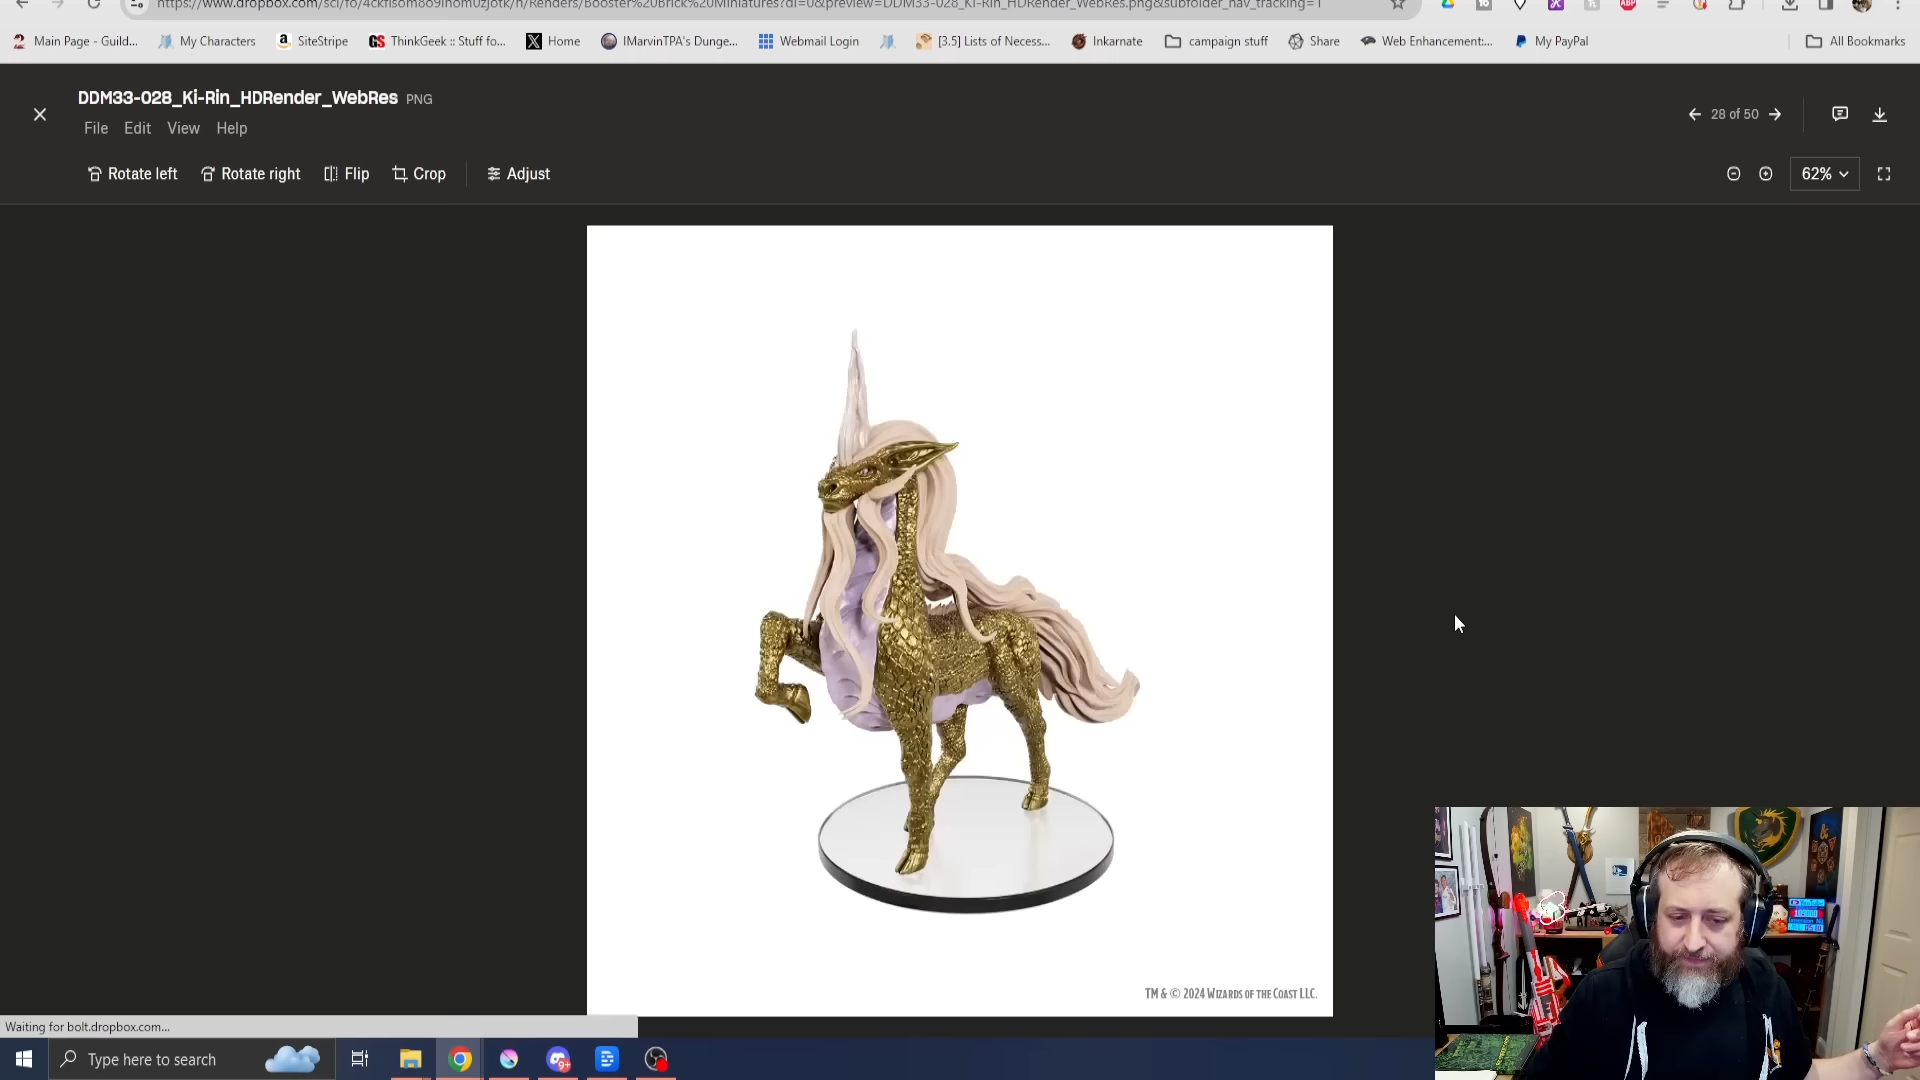 Main Page - Guild...
My Characters
SiteStripe
ThinkGeek :: Stuff fo...
Home
IMarvinTPA's Dunge...
Webmail Login
[3.5] Lists of Necess...
Inkarnate
campaign stuff
Share
Web Enhancement:...
My PayPal
All Bookmarks
DDM33-028_Ki-Rin_HDRender_WebRes PNG
File Edit View Help
28 of 50
Rotate left Rotate right Flip Crop Adjust
62%
TM & © 2024 WIZARDS OF THE COAST LLC.
Waiting for bolt.dropbox.com...
Type here to search
9+